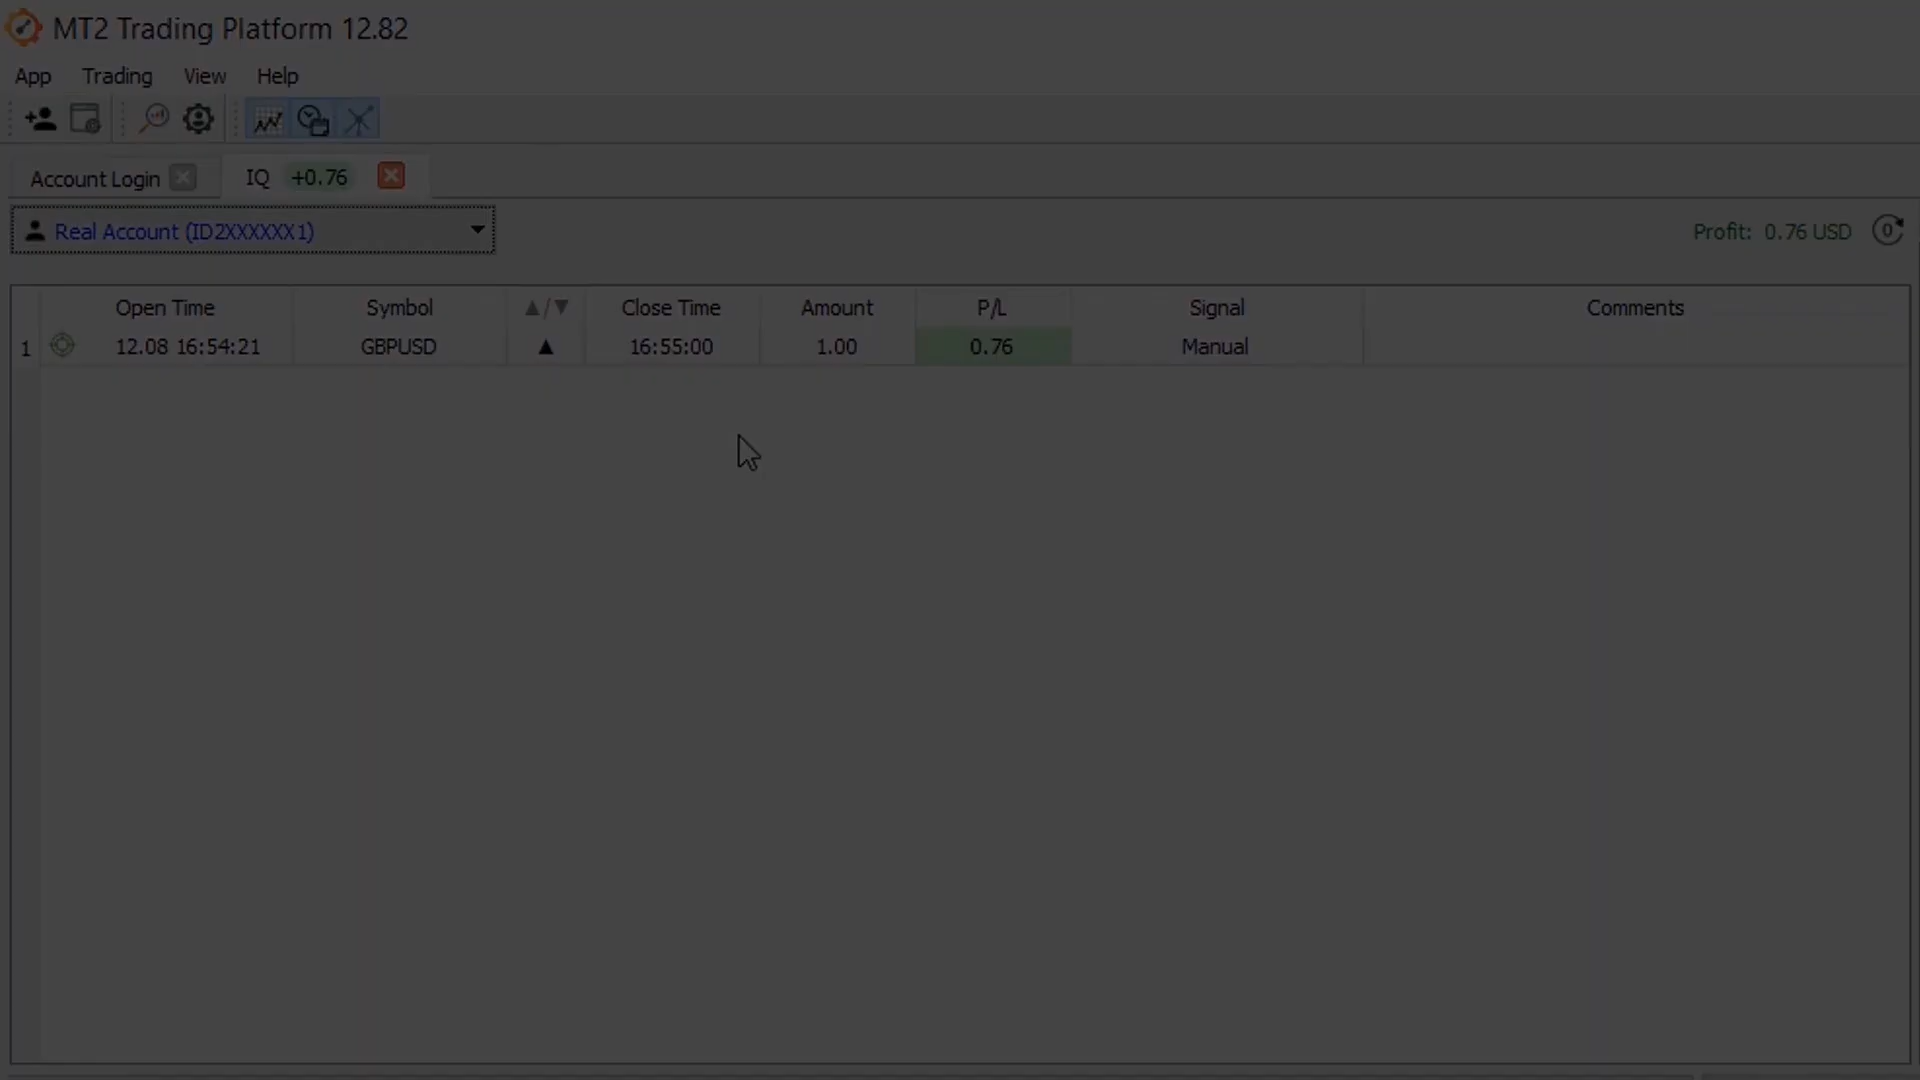 MT2 Trading Platform 12.82
App Trading View Help
Account Login IQ +0.76
Real Account (ID2XXXXXX1) Profit: 0.76 USD 0
Open Time Symbol ▲/▼ Close Time Amount P/L Signal Comments
1 12.08 16:54:21 GBPUSD ▲ 16:55:00 1.00 0.76 Manual